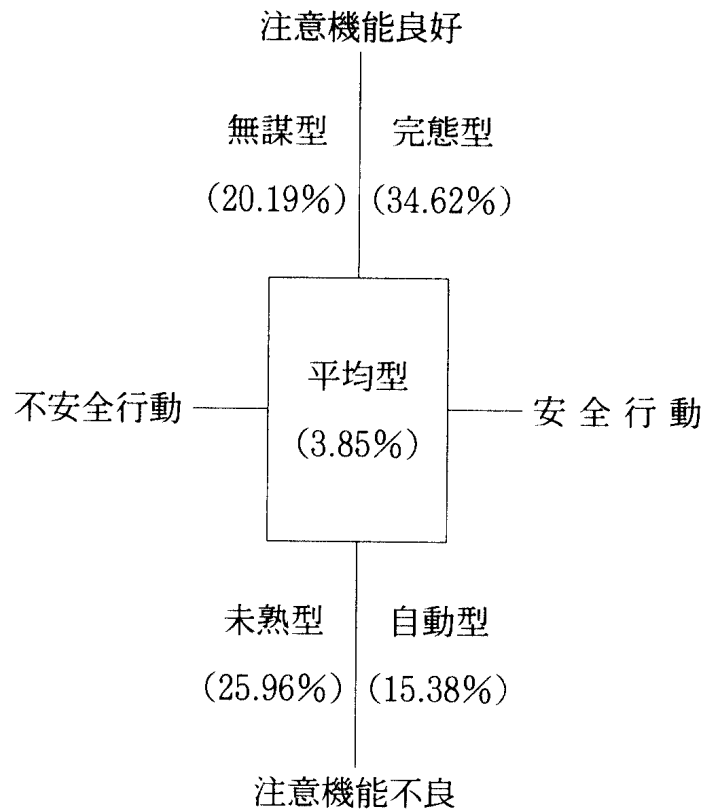 注意機能良好
無謀型 完態型
(20.19%) (34.62%)
平均型
不安全行動 安全行動
(3.85%)
未熟型 自動型
(25.96%) (15.38%)
注意機能不良